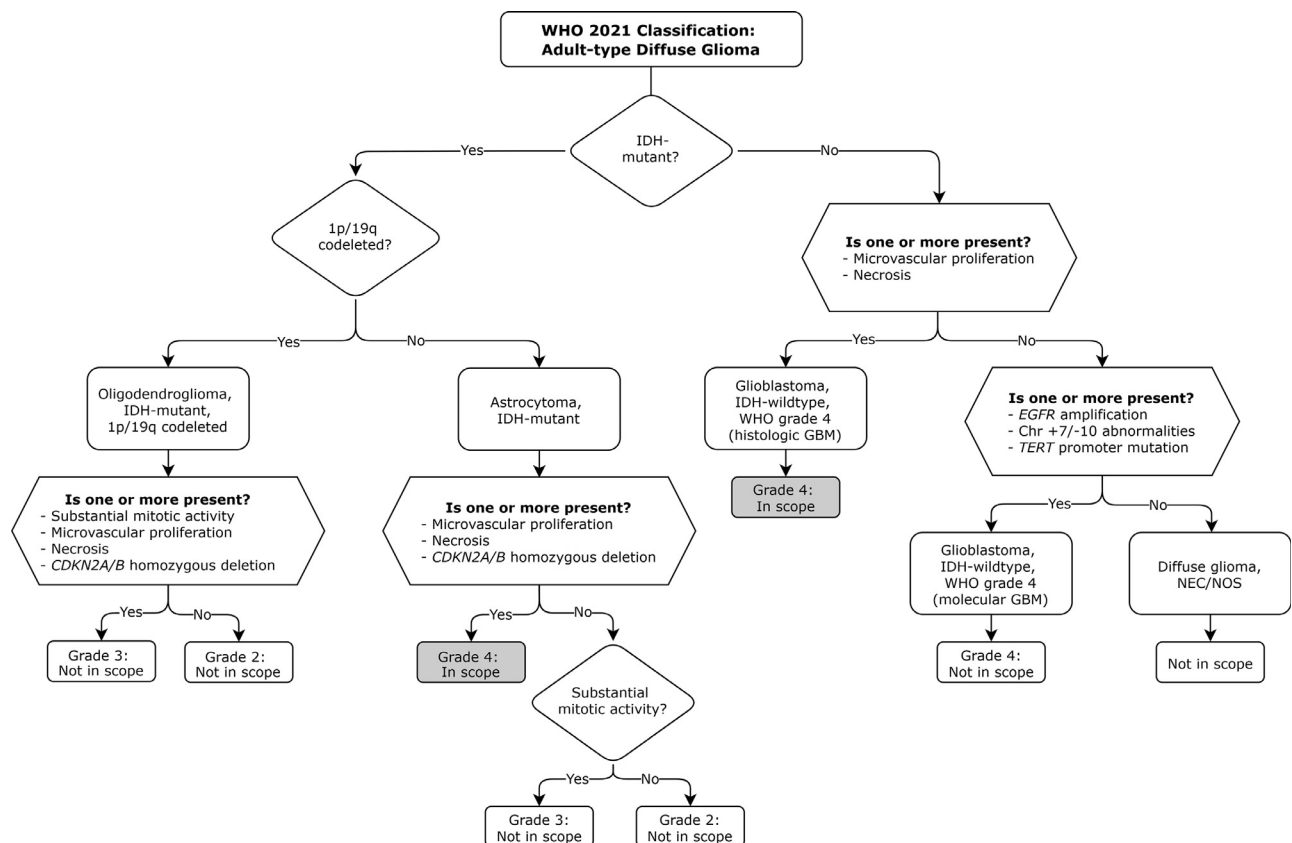 WHO 2021 Classification:
Adult-type Diffuse Glioma
IDH-
mutant?
Yes
No
1p/19q
codeleted?
Is one or more present?
- Microvascular proliferation
- Necrosis
Yes
No
Yes
No
Oligodendroglioma,
IDH-mutant,
1p/19q codeleted
Astrocytoma,
IDH-mutant
Glioblastoma,
IDH-wildtype,
WHO grade 4
(histologic GBM)
Is one or more present?
- EGFR amplification
- Chr +7/-10 abnormalities
- TERT promoter mutation
Is one or more present?
- Substantial mitotic activity
- Microvascular proliferation
- Necrosis
- CDKN2A/B homozygous deletion
Is one or more present?
- Microvascular proliferation
- Necrosis
- CDKN2A/B homozygous deletion
Grade 4:
In scope
Yes
No
Glioblastoma,
IDH-wildtype,
WHO grade 4
(molecular GBM)
Diffuse glioma,
NEC/NOS
Yes
No
Yes
No
Grade 3:
Not in scope
Grade 2:
Not in scope
Grade 4:
In scope
Grade 4:
Not in scope
Not in scope
Substantial
mitotic activity?
Yes
No
Grade 3:
Not in scope
Grade 2:
Not in scope